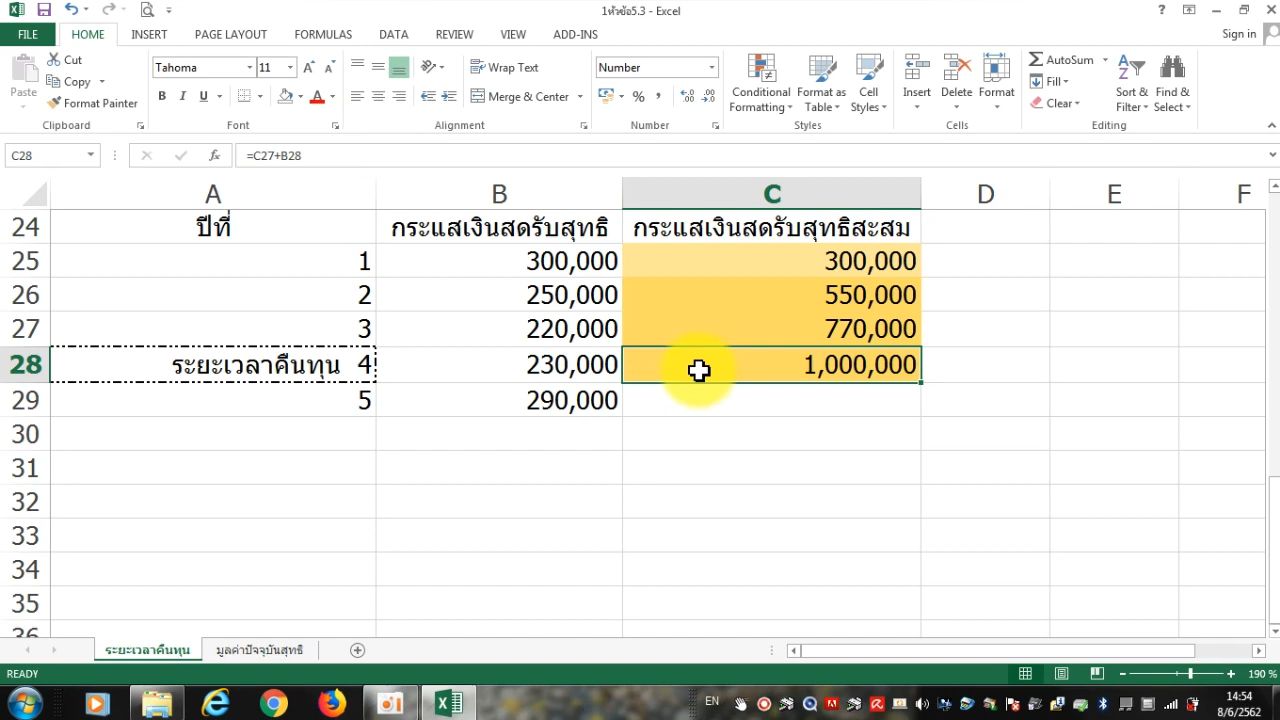 1หัวข้อ5.3 - Excel
Sign in
FILE HOME INSERT PAGE LAYOUT FORMULAS DATA REVIEW VIEW ADD-INS
Paste
Cut
Copy
Format Painter
Clipboard
Tahoma 11
B I U
Font
Wrap Text
Merge & Center
Alignment
Number
%
Number
Conditional Formatting
Format as Table
Cell Styles
Styles
Insert Delete Format
Cells
AutoSum
Fill
Clear
Sort & Filter
Find & Select
Editing
C28
fx =C27+B28
A B C D E F
24 ปีที่ กระแสเงินสดรับสุทธิ กระแสเงินสดรับสุทธิสะสม
25 1 300,000 300,000
26 2 250,000 550,000
27 3 220,000 770,000
28 ระยะเวลาคืนทุน 4 230,000 1,000,000
29 5 290,000
30
31
32
33
34
35
36
ระยะเวลาคืนทุน มูลค่าปัจจุบันสุทธิ
READY 190 %
EN 14:54
8/6/2562